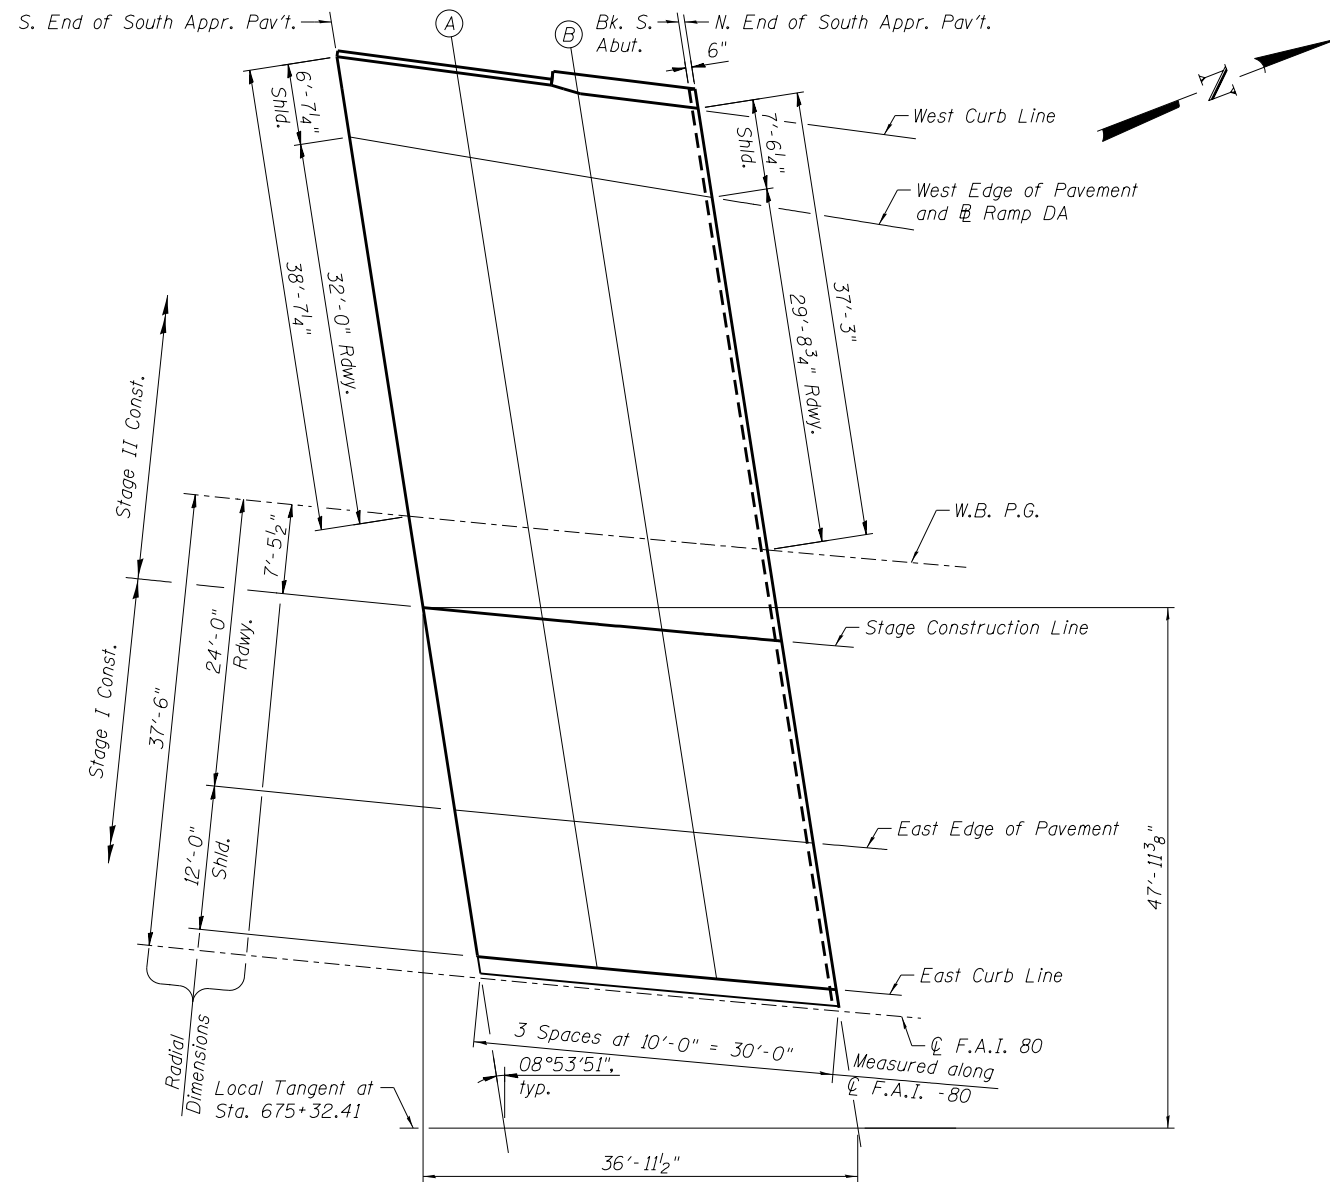 S. End of South Appr. Pav't.
A
B
Bk. S.
Abut.
N. End of South Appr. Pav't.
6"
N
6'-7¼"
Shld.
7'-6¼"
Shld.
West Curb Line
West Edge of Pavement
and ℄ Ramp DA
38'-7¼"
32'-0" Rdwy.
29'-8¾" Rdwy.
37'-3"
Stage II Const.
W.B. P.G.
7'-5½"
24'-0"
Rdwy.
Stage Construction Line
Stage I Const.
37'-6"
12'-0"
Shld.
East Edge of Pavement
47'-11⅜"
East Curb Line
℄ F.A.I. 80
3 Spaces at 10'-0" = 30'-0"
Measured along
℄ F.A.I. -80
08°53'51",
typ.
Radial
Dimensions
Local Tangent at
Sta. 675+32.41
36'-11½"